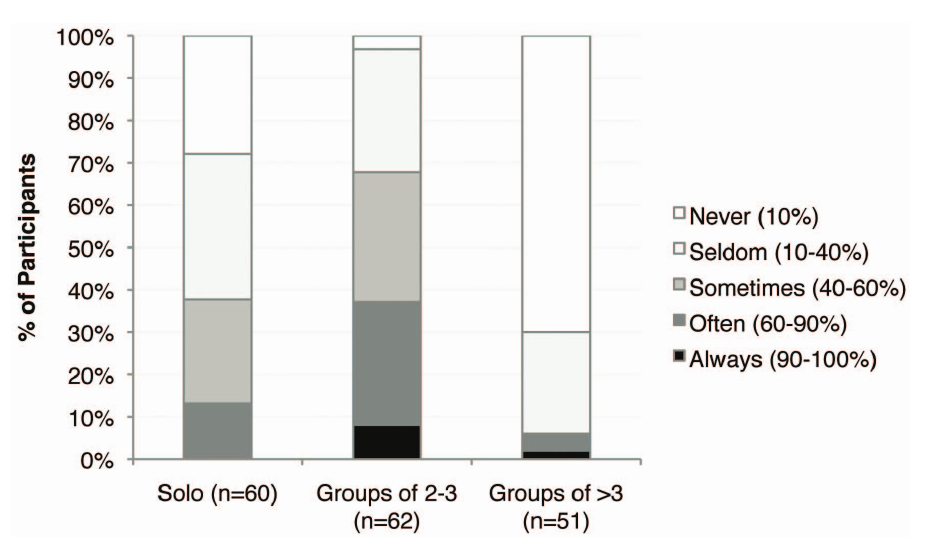 100%
90%
80%
70%
60%
50%
40%
30%
20%
10%
0%
% of Participants
Solo (n=60)
Groups of 2-3
(n=62)
Groups of >3
(n=51)
Never (10%)
Seldom (10-40%)
Sometimes (40-60%)
Often (60-90%)
Always (90-100%)